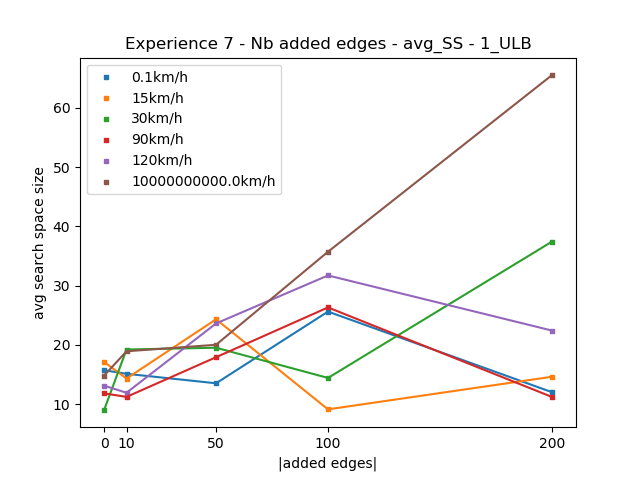 Experience 7 - Nb added edges - avg_SS - 1_ULB
0.1km/h
15km/h
30km/h
90km/h
120km/h
10000000000.0km/h
avg search space size
60
50
40
30
20
10
0 10 50 100 200
|added edges|